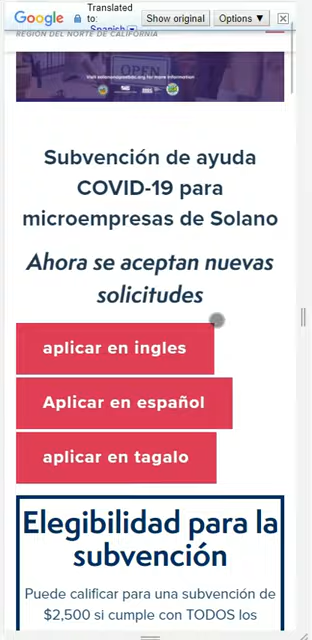 Google
Translated
to:
Spanish
Show original
Options ▼
REGIÓN DEL NORTE DE CALIFORNIA
OPEN
Subvención de ayuda
COVID-19 para
microempresas de Solano
Ahora se aceptan nuevas
solicitudes
aplicar en ingles
Aplicar en español
aplicar en tagalo
Elegibilidad para la
subvención
Puede calificar para una subvención de
$2,500 si cumple con TODOS los